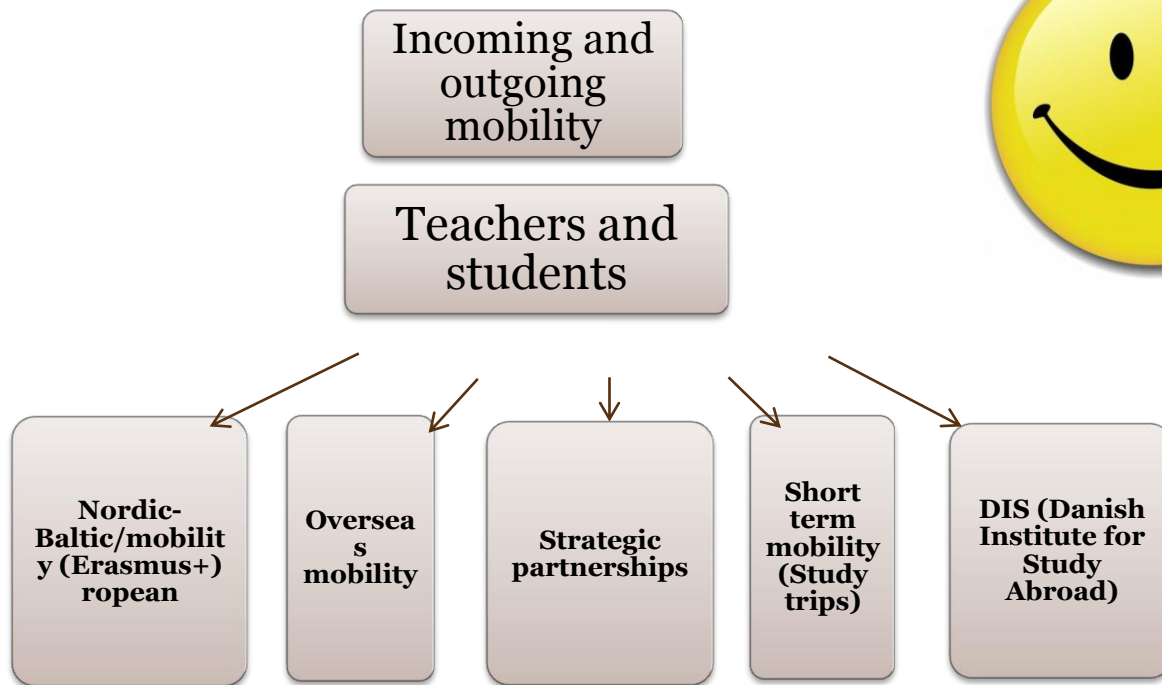 Incoming and
outgoing
mobility
Teachers and
students
Nordic-
Baltic/mobilit
y (Erasmus+)
ropean
Oversea
s
mobility
Strategic
partnerships
Short
term
mobility
(Study
trips)
DIS (Danish
Institute for
Study
Abroad)